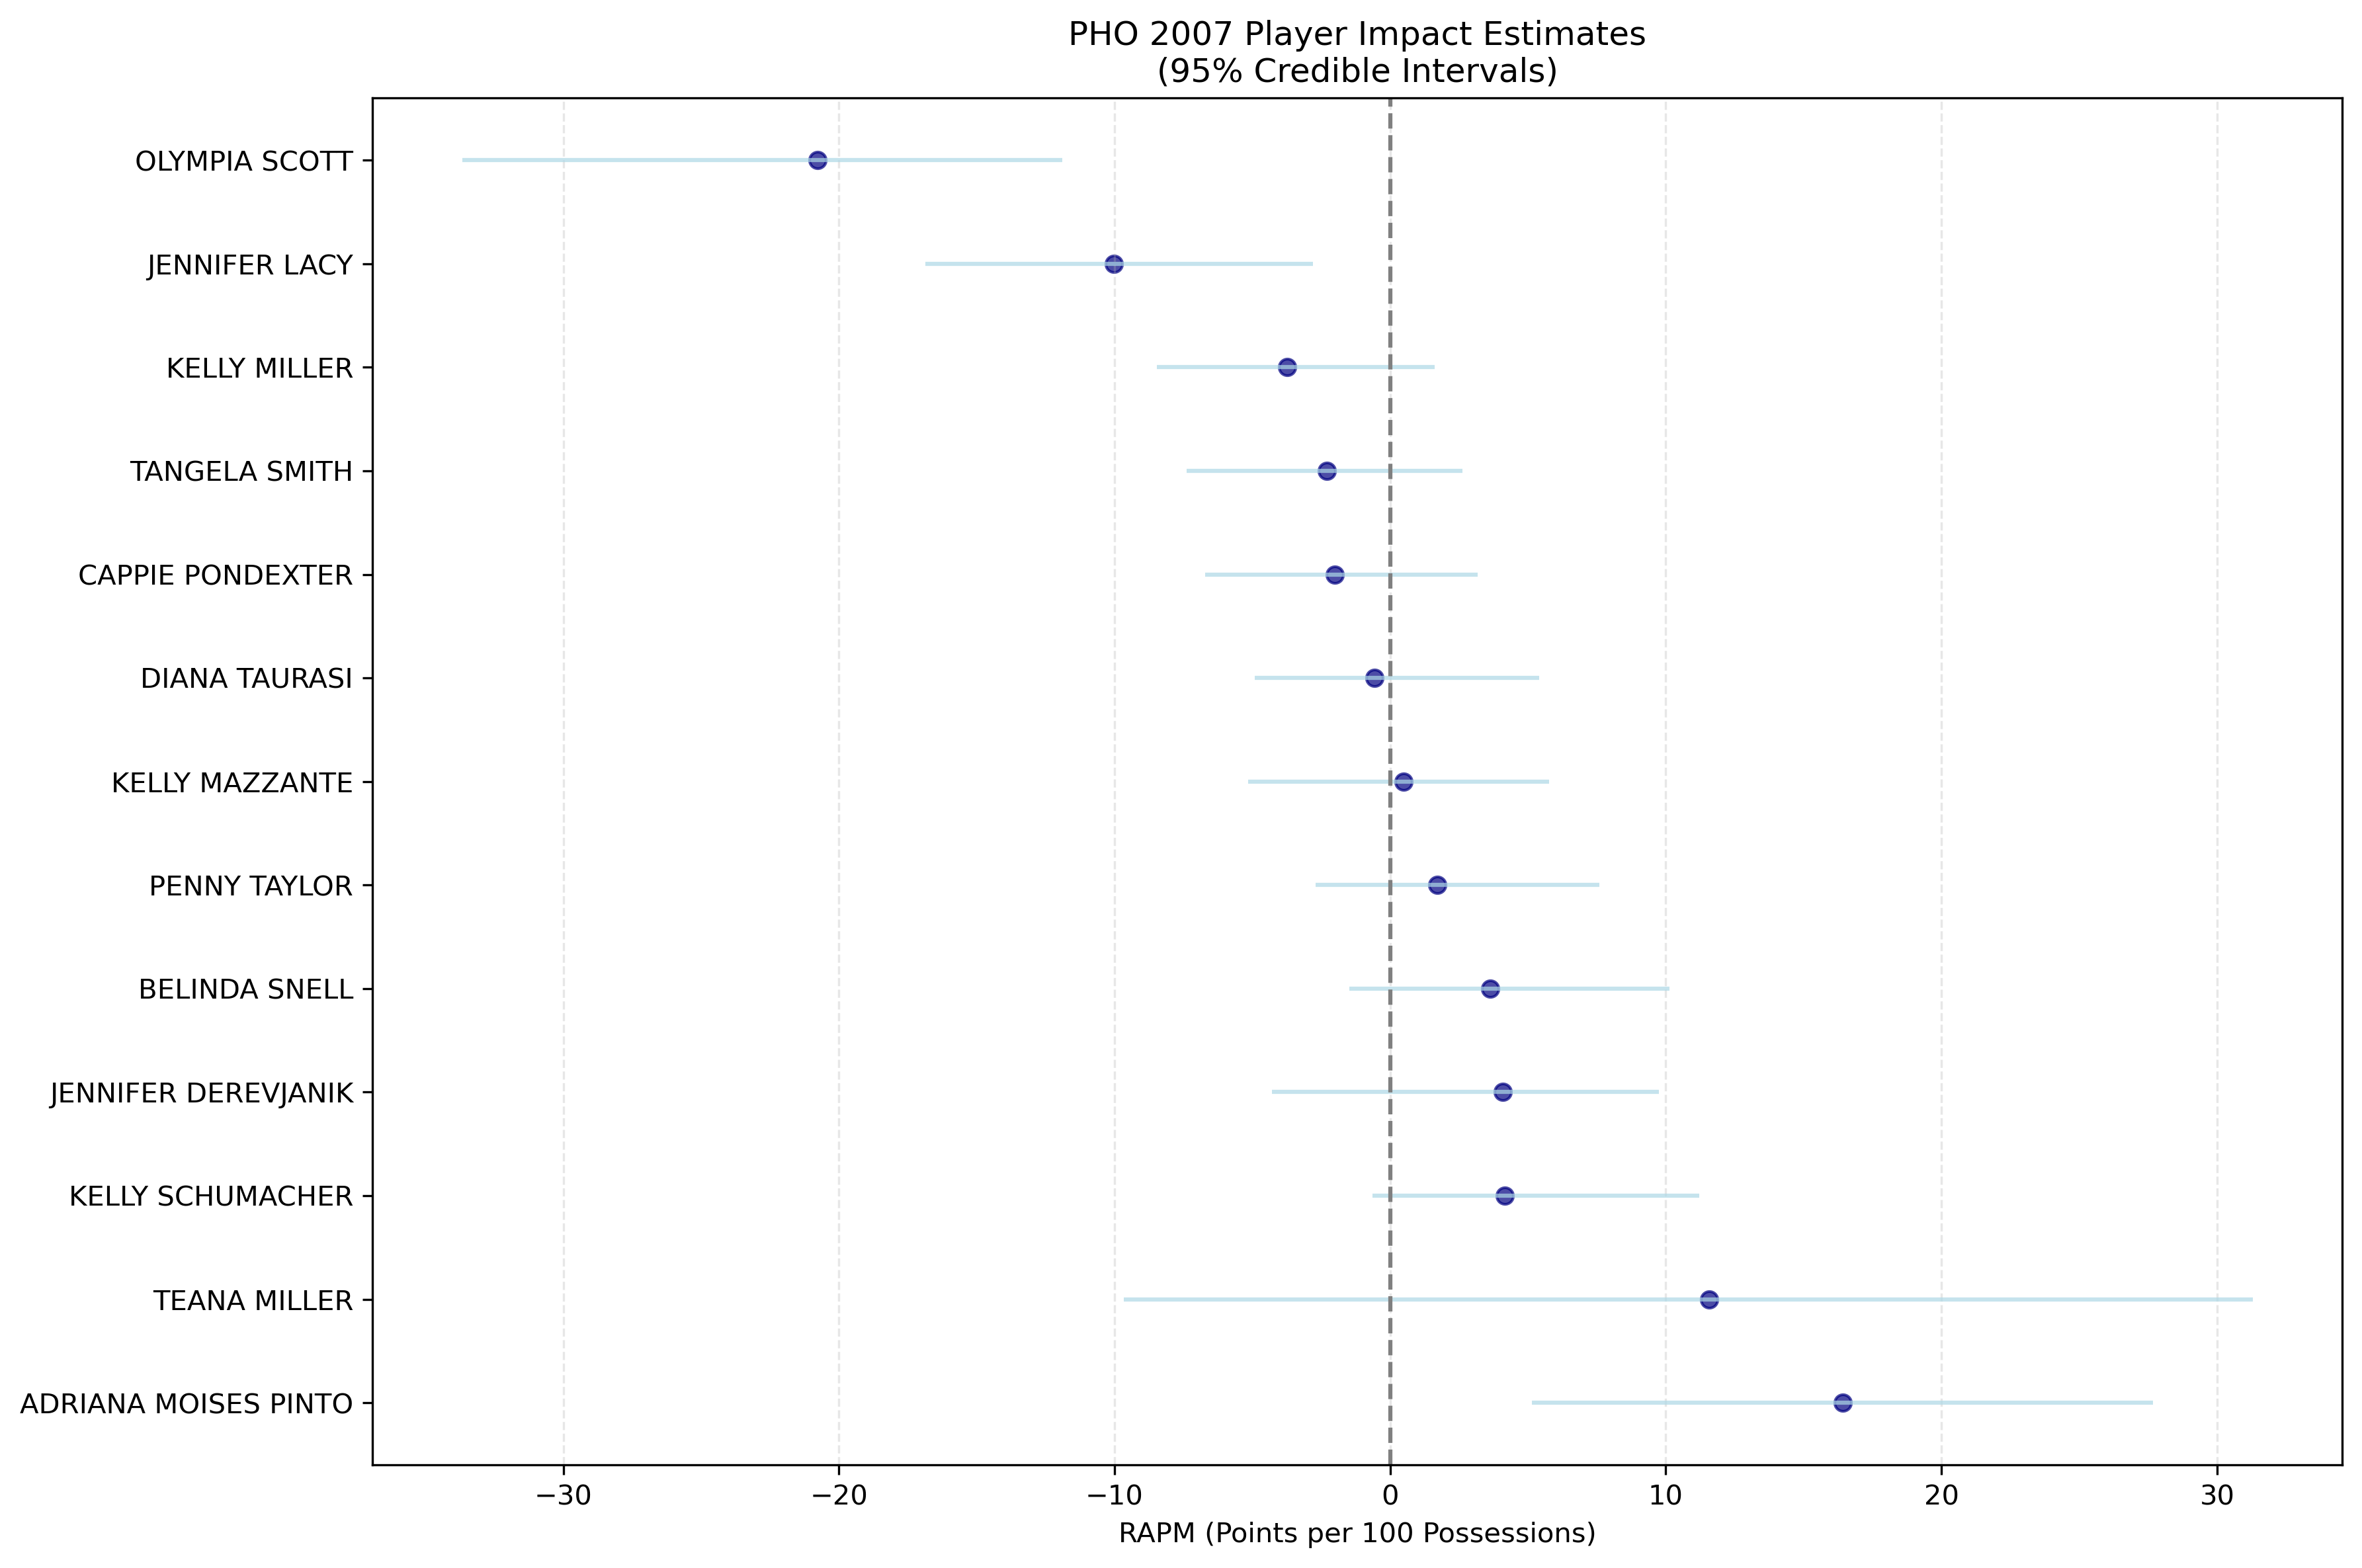 PHO 2007 Player Impact Estimates
(95% Credible Intervals)
OLYMPIA SCOTT
JENNIFER LACY
KELLY MILLER
TANGELA SMITH
CAPPIE PONDEXTER
DIANA TAURASI
KELLY MAZZANTE
PENNY TAYLOR
BELINDA SNELL
JENNIFER DEREVJANIK
KELLY SCHUMACHER
TEANA MILLER
ADRIANA MOISES PINTO
−30 −20 −10 0 10 20 30
RAPM (Points per 100 Possessions)